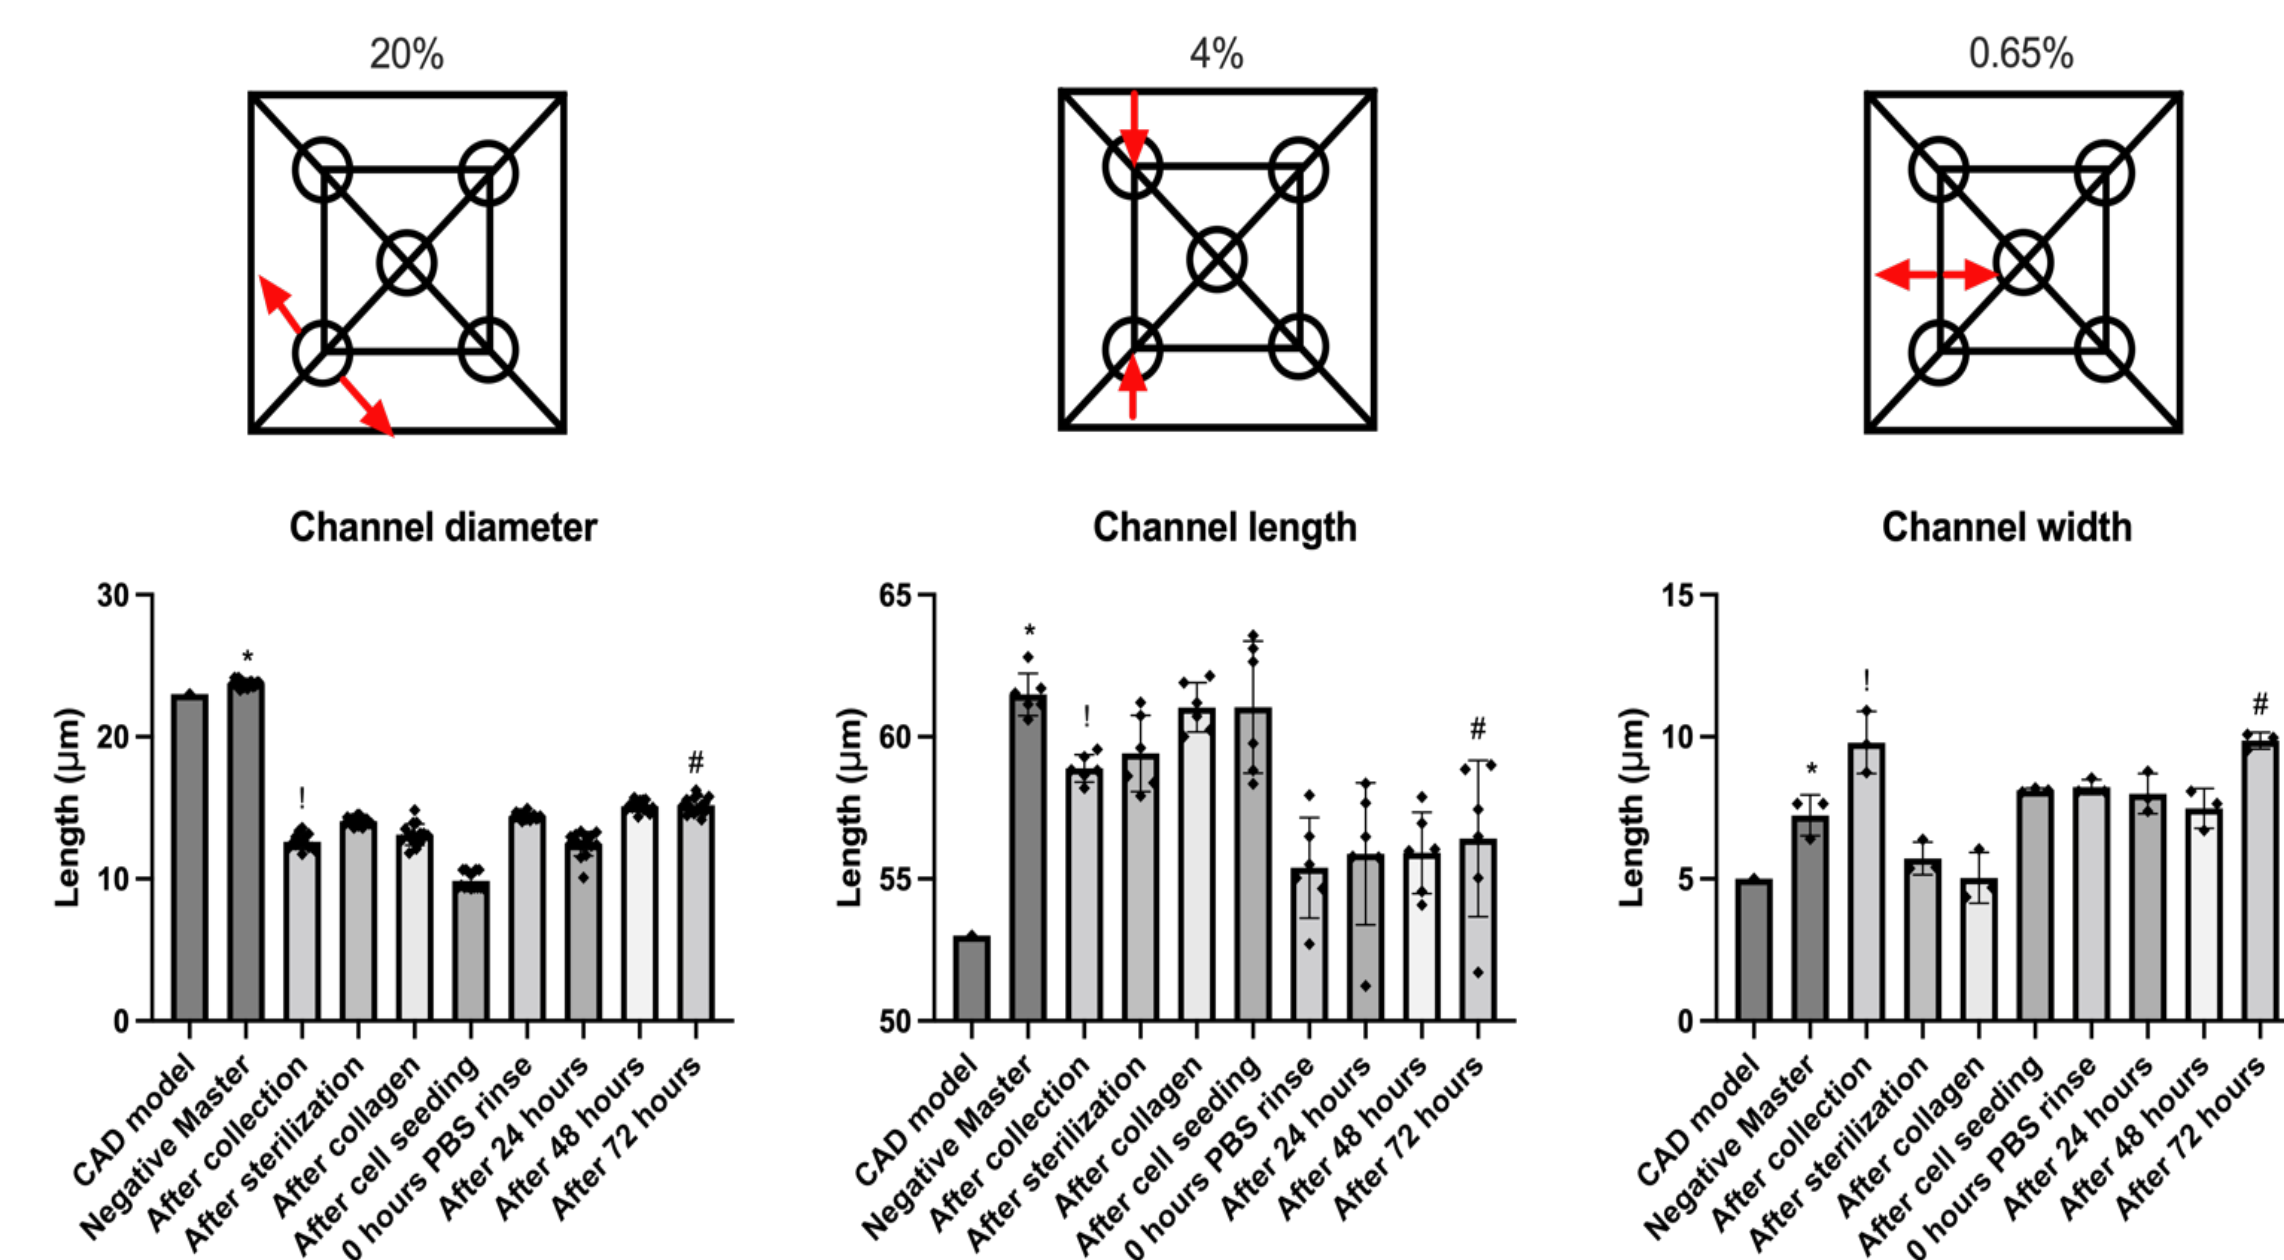 20%
4%
0.65%
Channel diameter
Length (µm)
30
20
10
0
*
!
#
CAD model
Negative Master
After collection
After sterilization
After collagen
After cell seeding
0 hours PBS rinse
After 24 hours
After 48 hours
After 72 hours
Channel length
Length (µm)
65
60
55
50
*
!
#
CAD model
Negative Master
After collection
After sterilization
After collagen
After cell seeding
0 hours PBS rinse
After 24 hours
After 48 hours
After 72 hours
Channel width
Length (µm)
15
10
5
0
*
!
#
CAD model
Negative Master
After collection
After sterilization
After collagen
After cell seeding
0 hours PBS rinse
After 24 hours
After 48 hours
After 72 hours